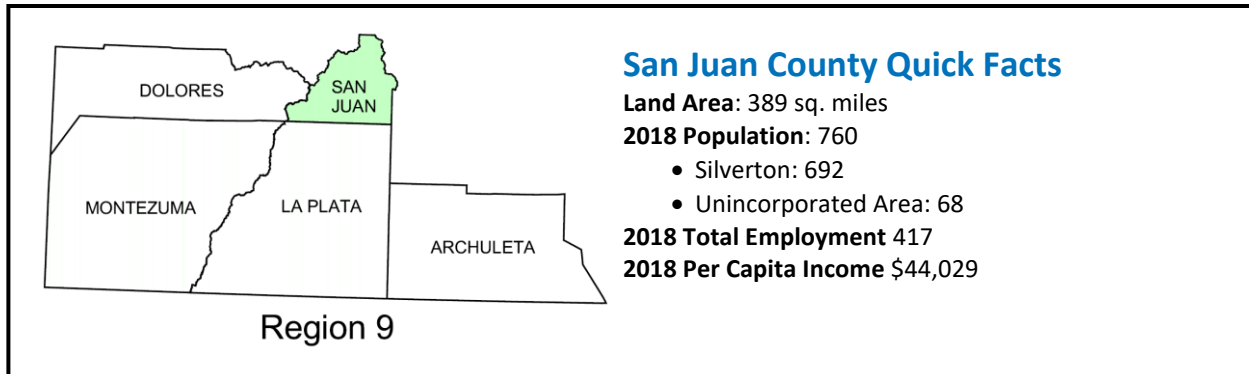 DOLORES
SAN
JUAN
MONTEZUMA
LA PLATA
ARCHULETA
Region 9
San Juan County Quick Facts
Land Area: 389 sq. miles
2018 Population: 760
• Silverton: 692
• Unincorporated Area: 68
2018 Total Employment 417
2018 Per Capita Income $44,029